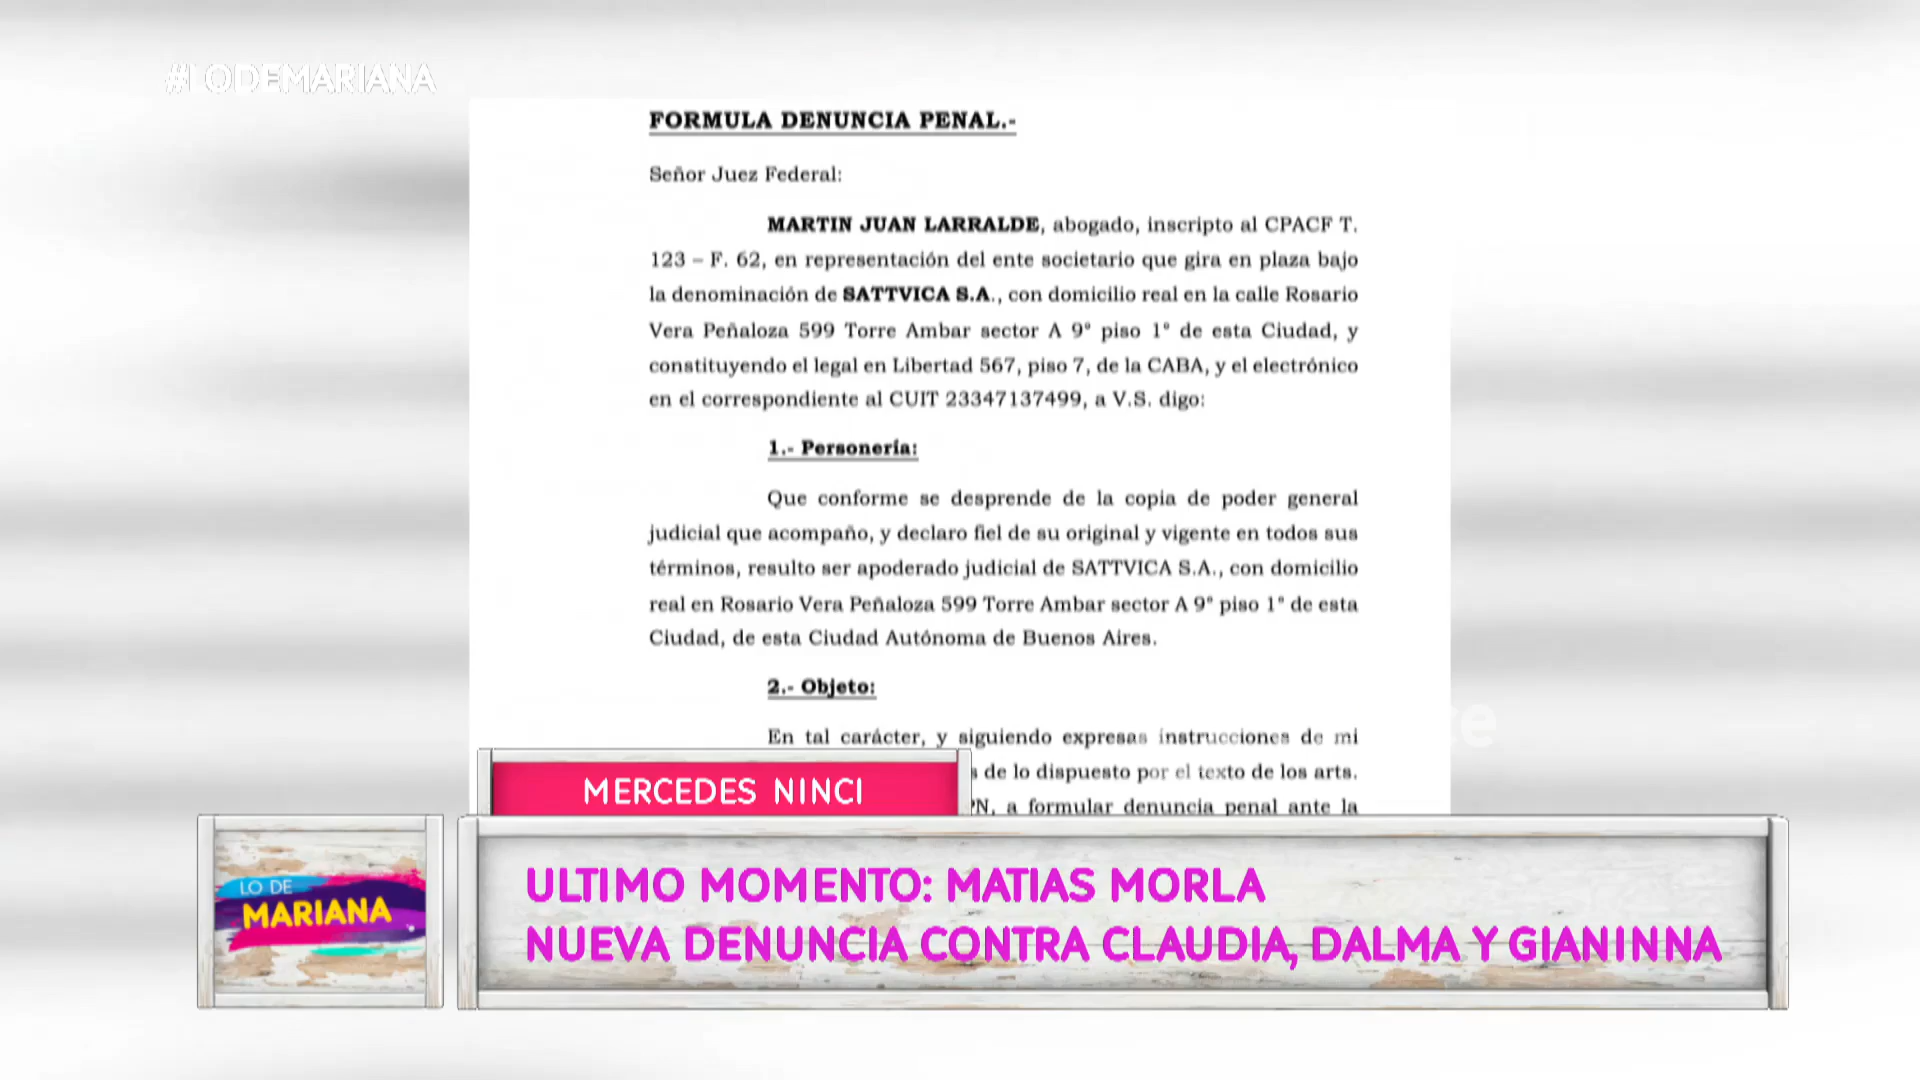 #LODEMARIANA
FORMULA DENUNCIA PENAL.-
Señor Juez Federal:
MARTIN JUAN LARRALDE, abogado, inscripto al CPACF T.
123 – F. 62, en representación del ente societario que gira en plaza bajo
la denominación de SATTVICA S.A., con domicilio real en la calle Rosario
Vera Peñaloza 599 Torre Ambar sector A 9° piso 1° de esta Ciudad, y
constituyendo el legal en Libertad 567, piso 7, de la CABA, y el electrónico
en el correspondiente al CUIT 23347137499, a V.S. digo:
1.- Personería:
Que conforme se desprende de la copia de poder general
judicial que acompaño, y declaro fiel de su original y vigente en todos sus
términos, resulto ser apoderado judicial de SATTVICA S.A., con domicilio
real en Rosario Vera Peñaloza 599 Torre Ambar sector A 9° piso 1° de esta
Ciudad, de esta Ciudad Autónoma de Buenos Aires.
2.- Objeto:
En tal carácter, y siguiendo expresas instrucciones de mi
de lo dispuesto por el texto de los arts.
a formular denuncia penal ante la
MERCEDES NINCI
LO DE
MARIANA
ULTIMO MOMENTO: MATIAS MORLA
NUEVA DENUNCIA CONTRA CLAUDIA, DALMA Y GIANINNA